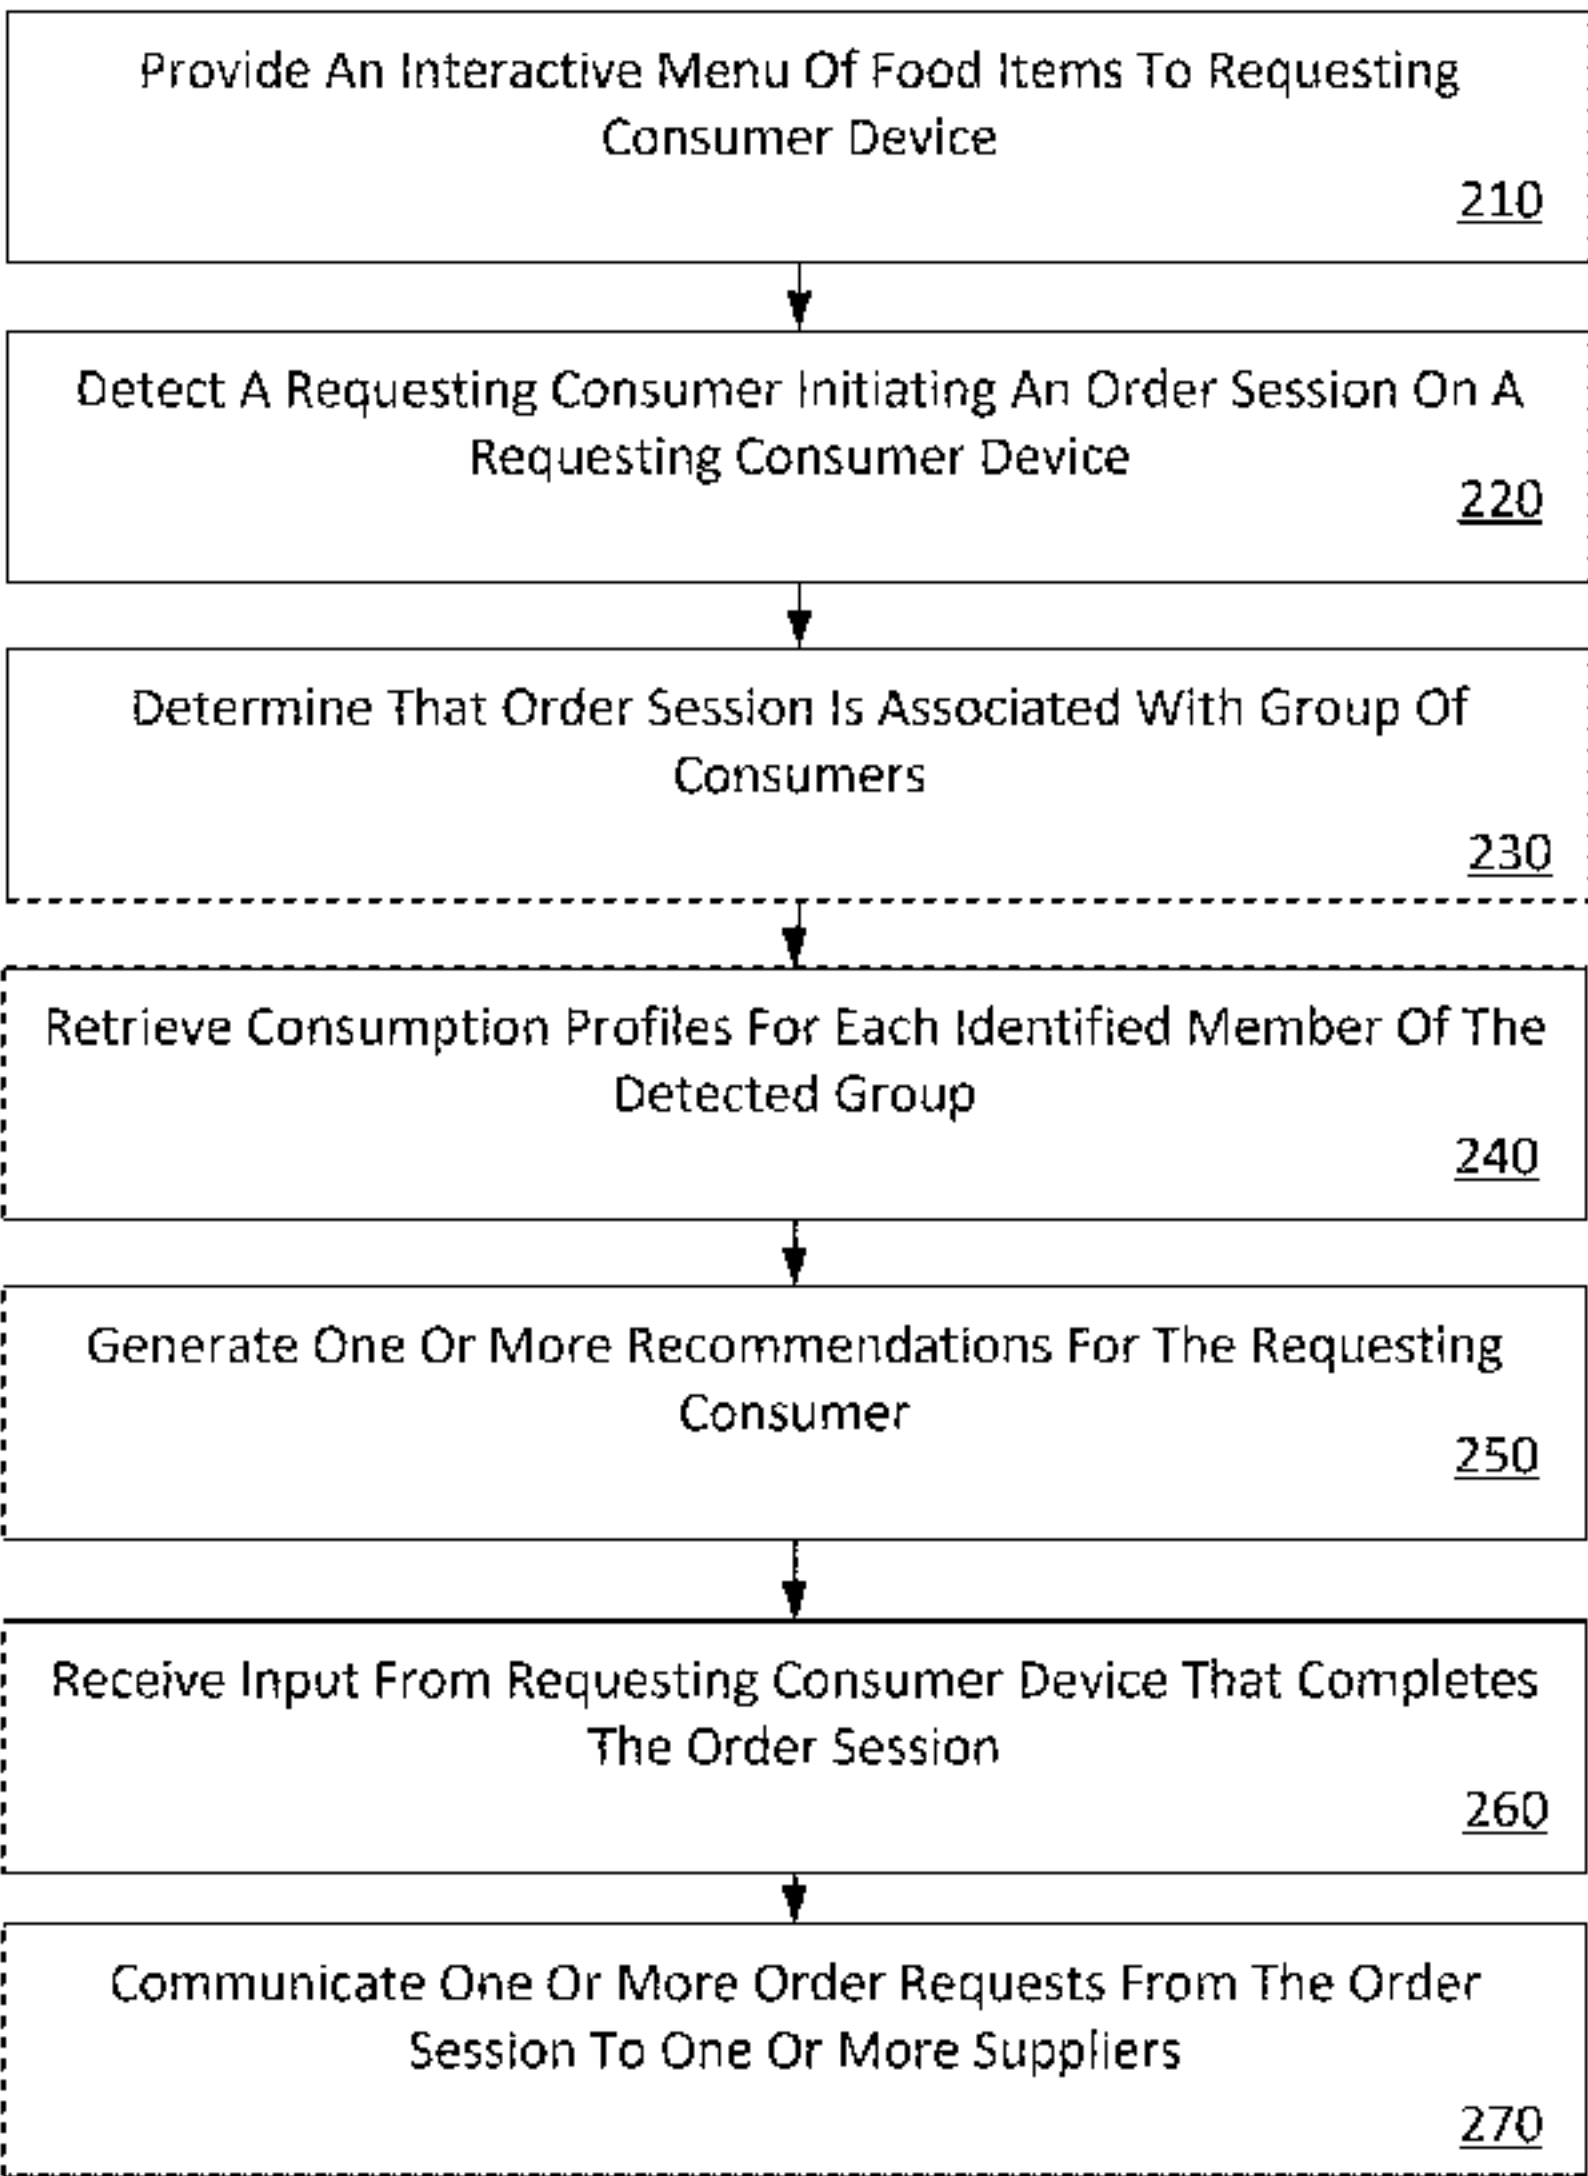 Provide An Interactive Menu Of Food Items To Requesting
Consumer Device
210
Detect A Requesting Consumer Initiating An Order Session On A
Requesting Consumer Device
220
Determine That Order Session Is Associated With Group Of
Consumers
230
Retrieve Consumption Profiles For Each Identified Member Of The
Detected Group
240
Generate One Or More Recommendations For The Requesting
Consumer
250
Receive Input From Requesting Consumer Device That Completes
The Order Session
260
Communicate One Or More Order Requests From The Order
Session To One Or More Suppliers
270